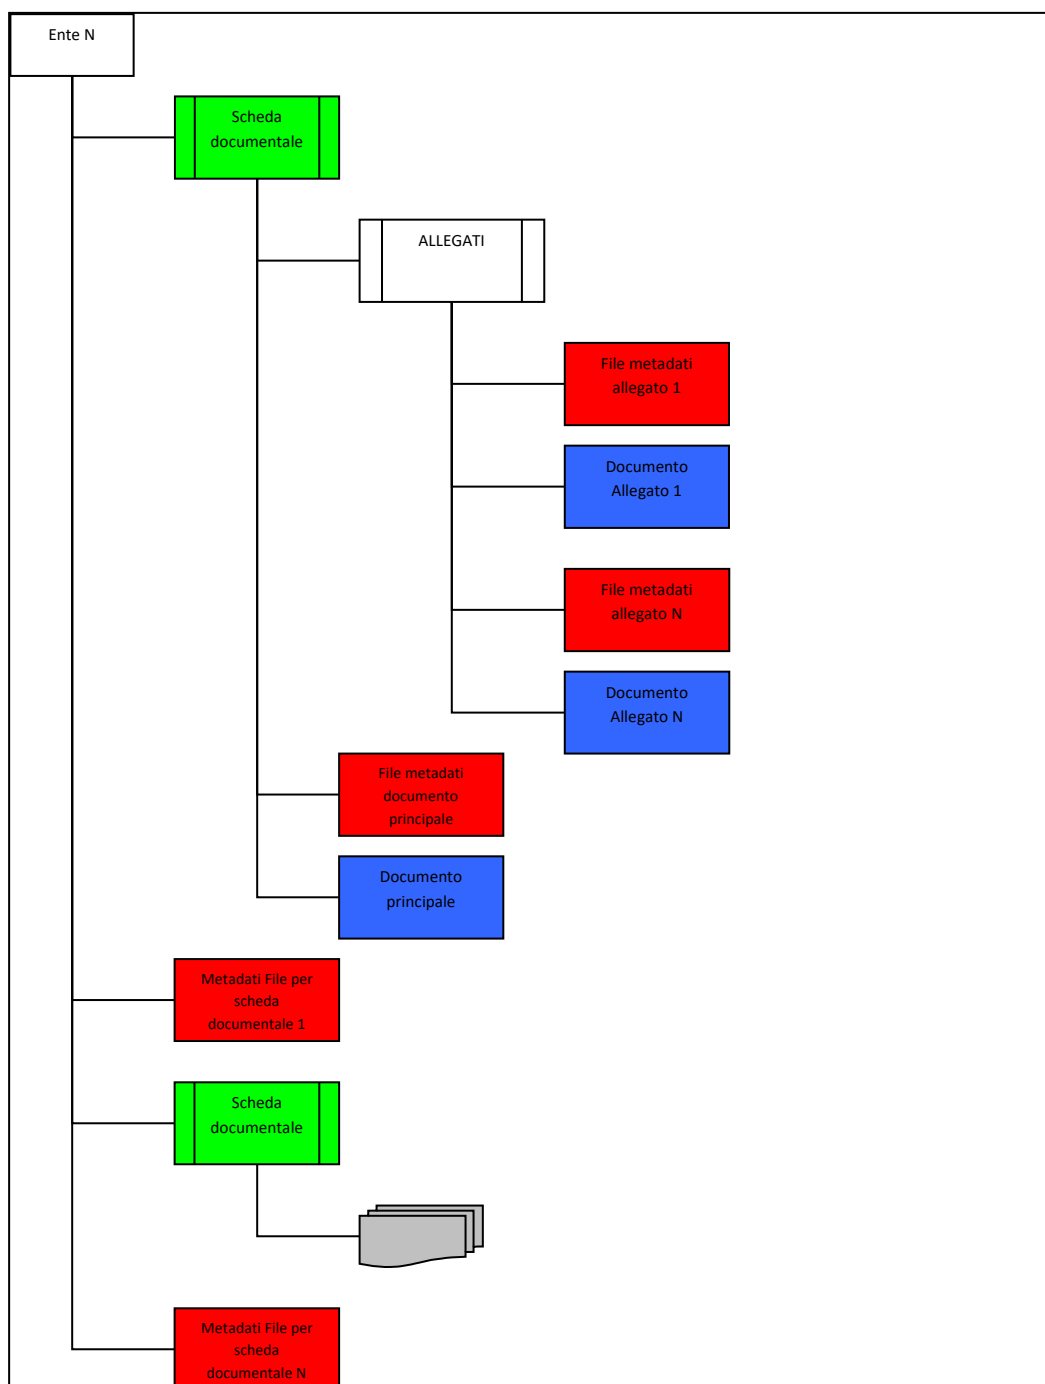 Ente N
Scheda
documentale
ALLEGATI
File metadati
allegato 1
Documento
Allegato 1
File metadati
allegato N
Documento
Allegato N
File metadati
documento
principale
Documento
principale
Metadati File per
scheda
documentale 1
Scheda
documentale
Metadati File per
scheda
documentale N